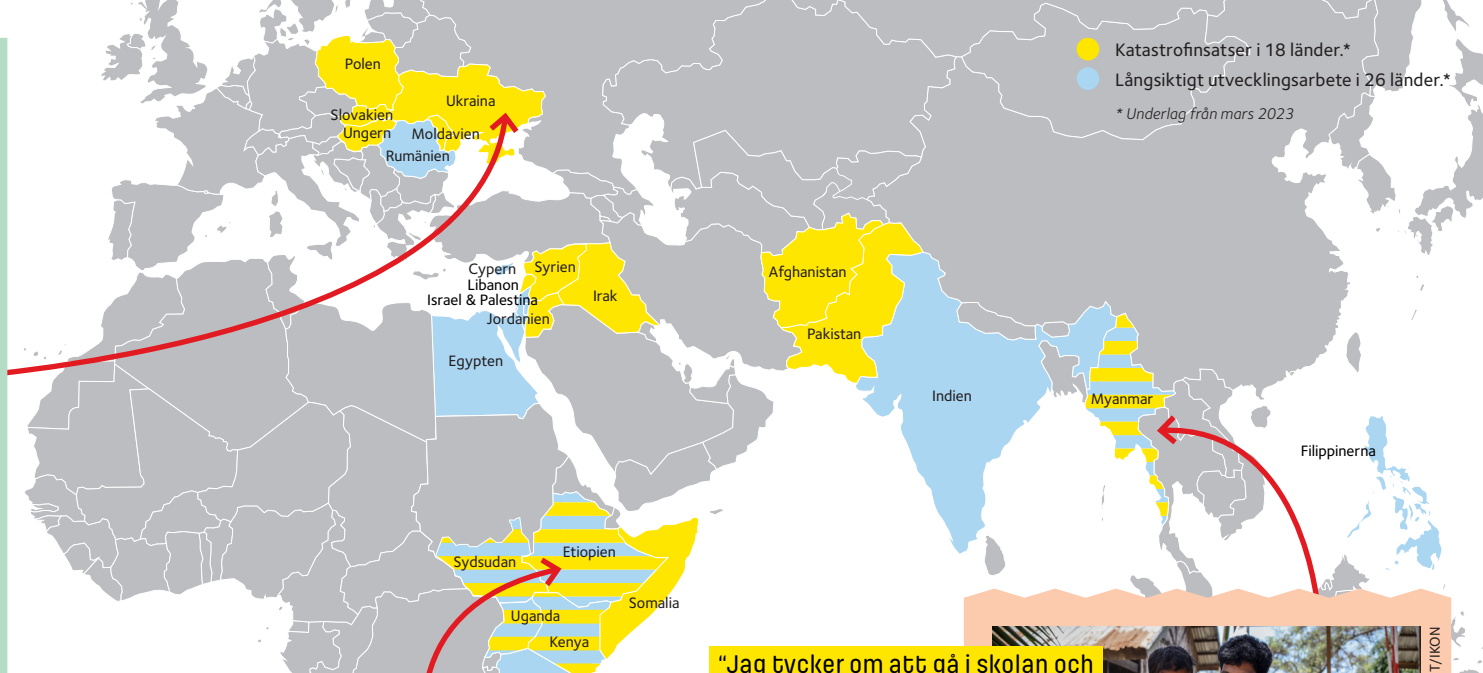 Katastrofinsatser i 18 länder.*
Långsiktigt utvecklingsarbete i 26 länder.*
* Underlag från mars 2023
Polen
Ukraina
Slovakien
Ungern
Moldavien
Rumänien
Cypern
Syrien
Libanon
Irak
Israel & Palestina
Jordanien
Egypten
Afghanistan
Pakistan
Indien
Myanmar
Filippinerna
Sydsudan
Etiopien
Somalia
Uganda
Kenya
"Jag tycker om att gå i skolan och
T/IKON